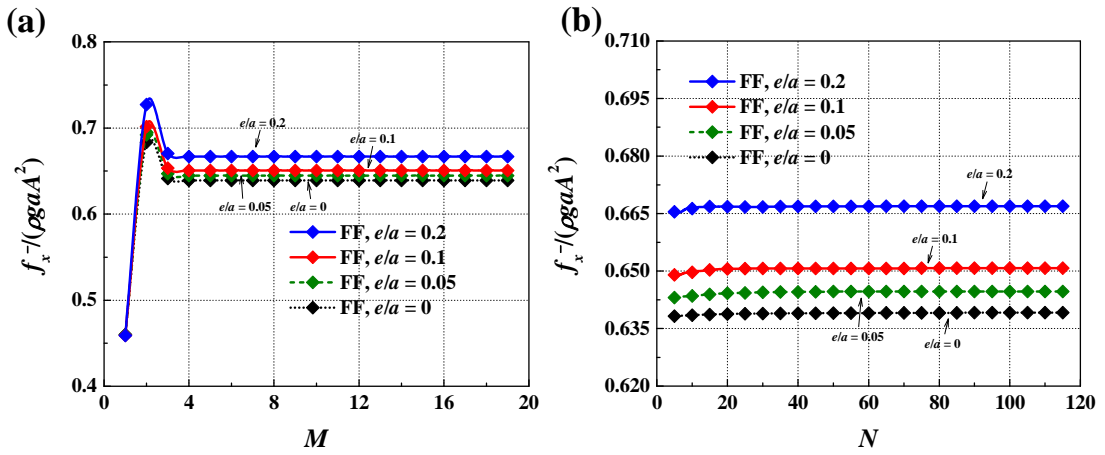 (a)
0.8
0.7
0.6
0.5
0.4
f_x^-/(ρgaA^2)
e/a = 0.2
e/a = 0.1
e/a = 0.05
e/a = 0
FF, e/a = 0.2
FF, e/a = 0.1
FF, e/a = 0.05
FF, e/a = 0
0 4 8 12 16 20
M
(b)
0.710
0.695
0.680
0.665
0.650
0.635
0.620
f_x^-/(ρgaA^2)
FF, e/a = 0.2
FF, e/a = 0.1
FF, e/a = 0.05
FF, e/a = 0
e/a = 0.2
e/a = 0.1
e/a = 0.05
e/a = 0
0 20 40 60 80 100 120
N